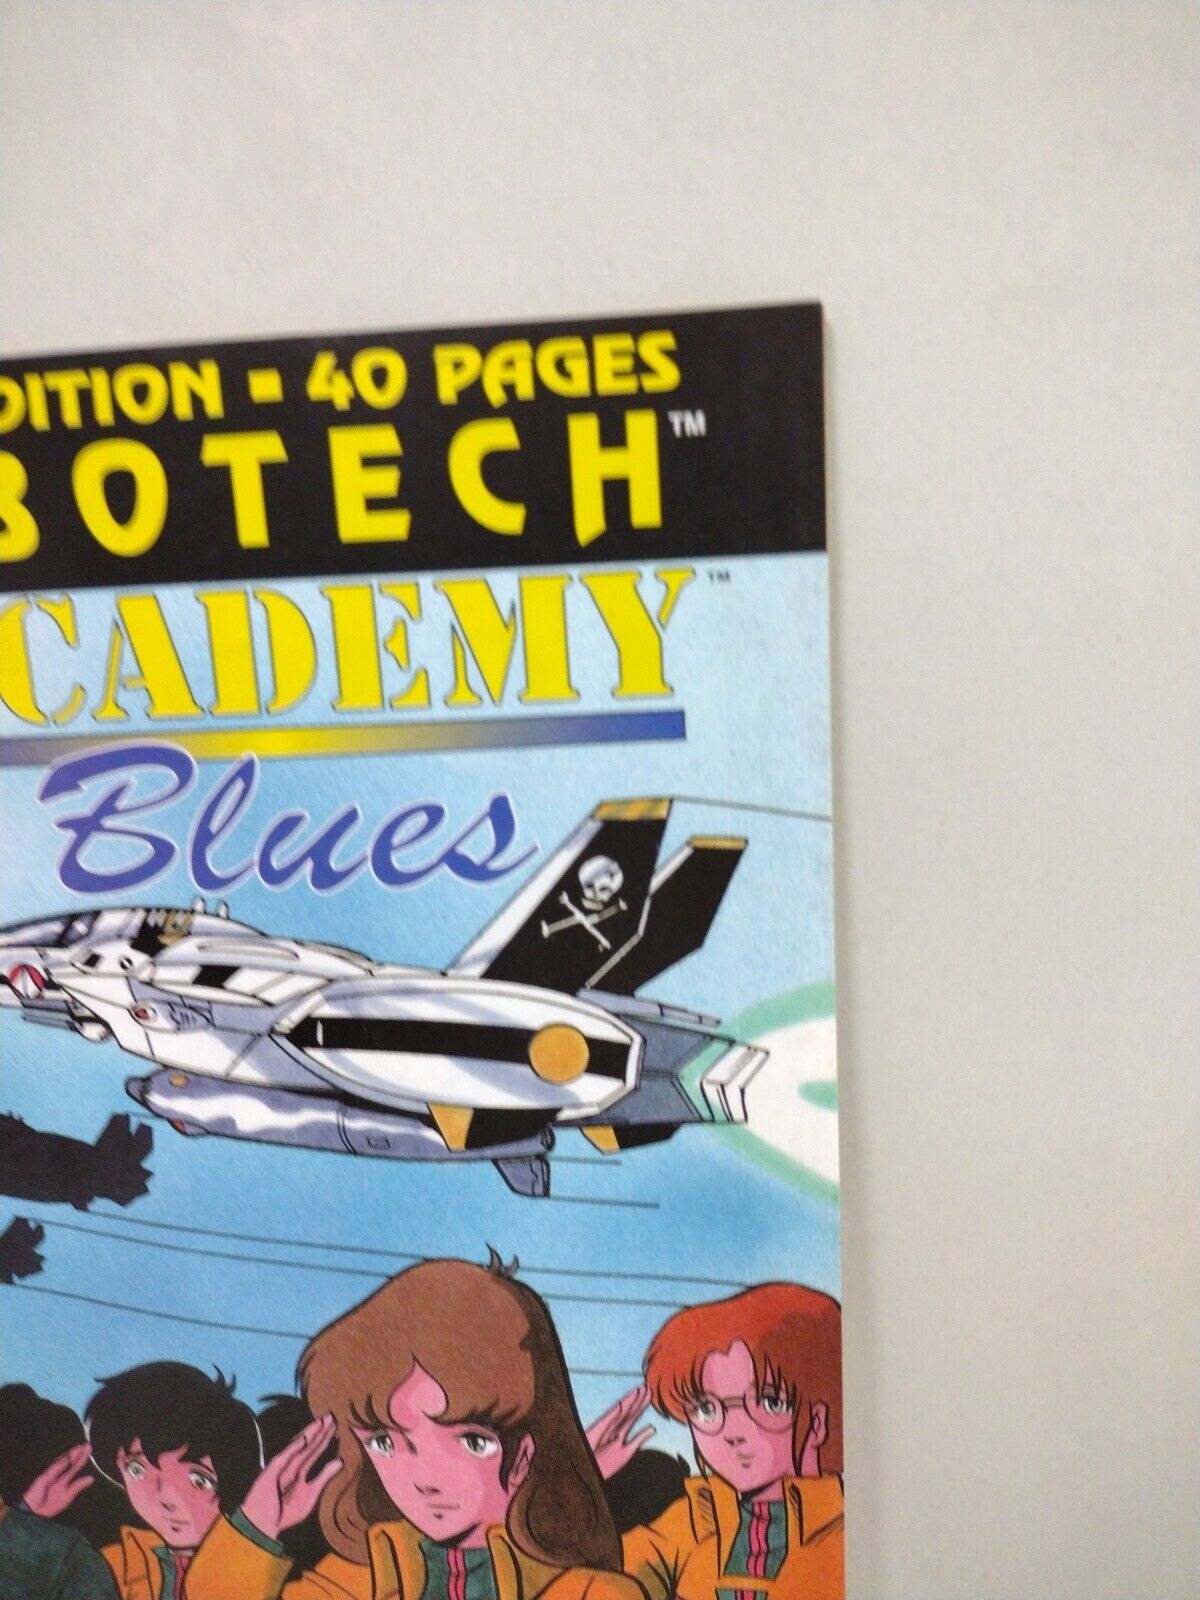 DITION - 40 PAGES
BOTECH™
CADEMY™
Blues